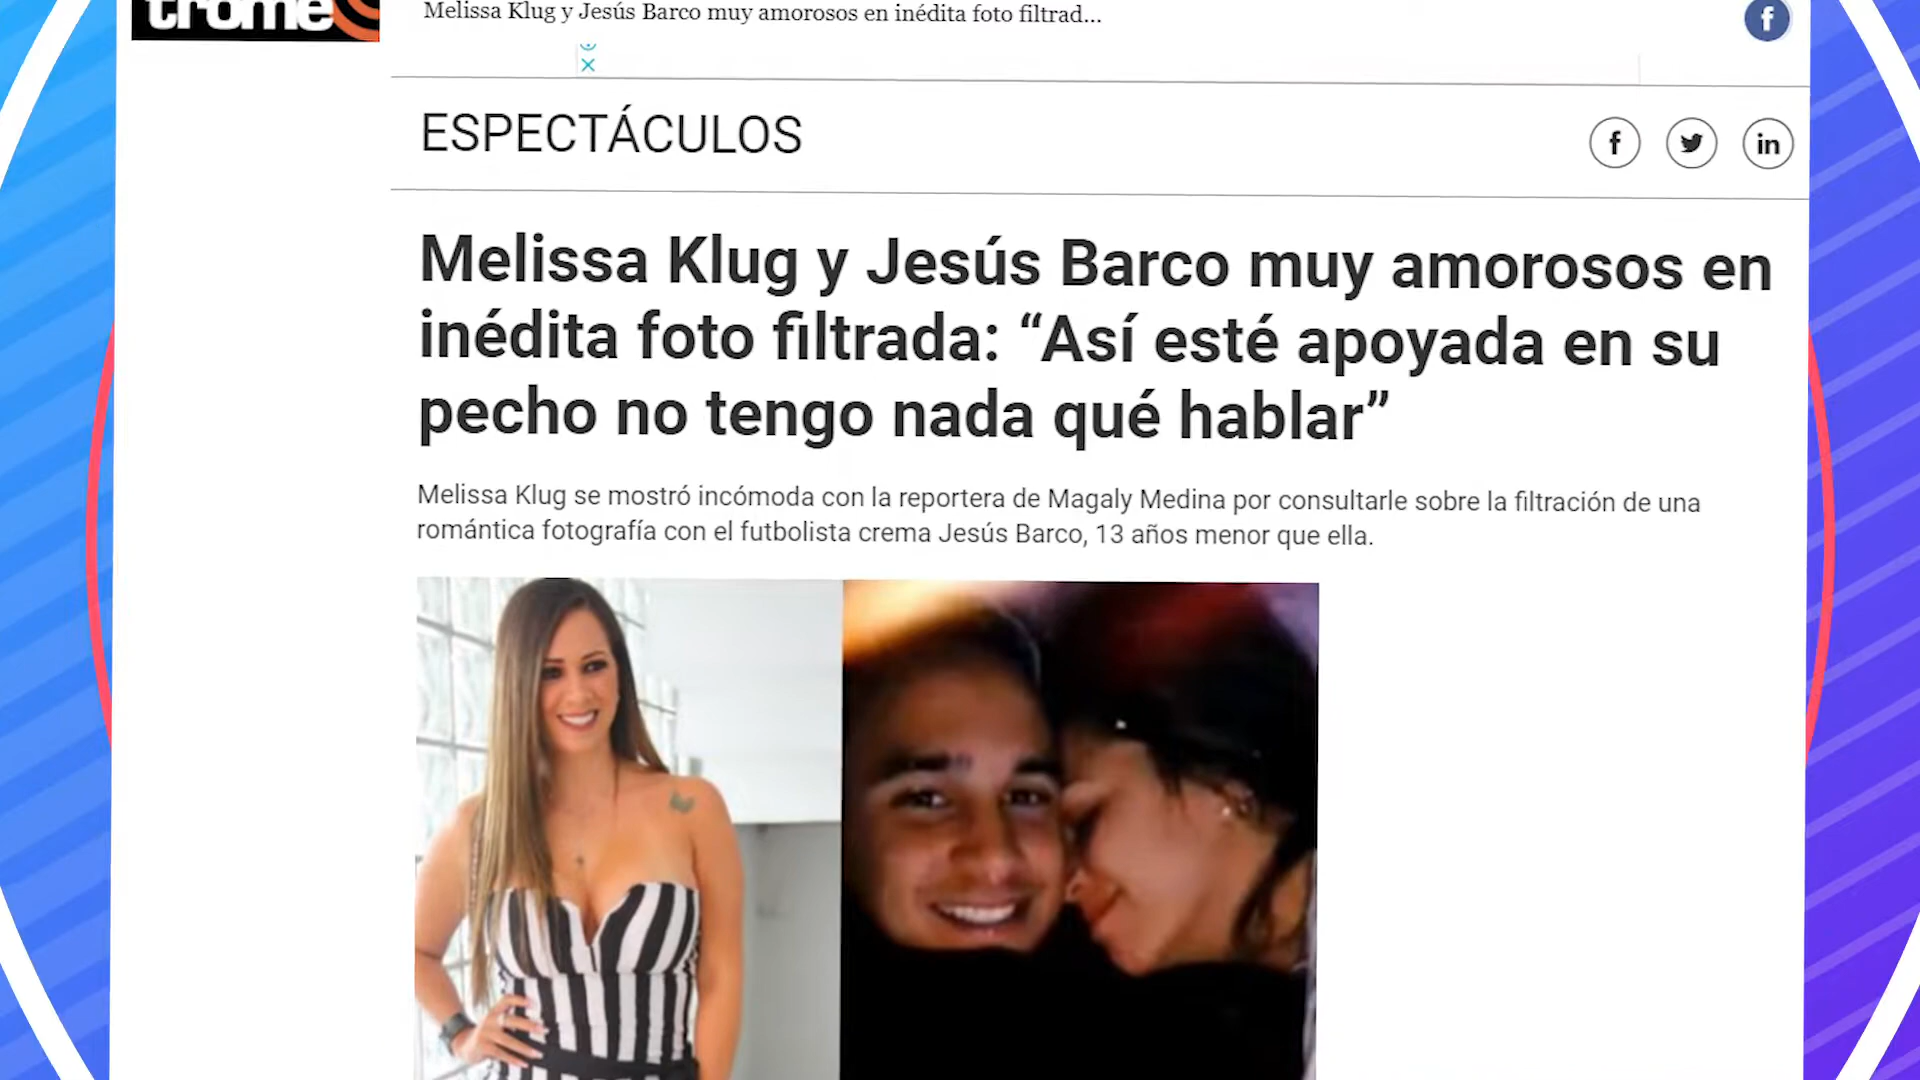 trome
Melissa Klug y Jesús Barco muy amorosos en inédita foto filtrad...
f
ESPECTÁCULOS
f
in
Melissa Klug y Jesús Barco muy amorosos en
inédita foto filtrada: “Así esté apoyada en su
pecho no tengo nada qué hablar”
Melissa Klug se mostró incómoda con la reportera de Magaly Medina por consultarle sobre la filtración de una
romántica fotografía con el futbolista crema Jesús Barco, 13 años menor que ella.